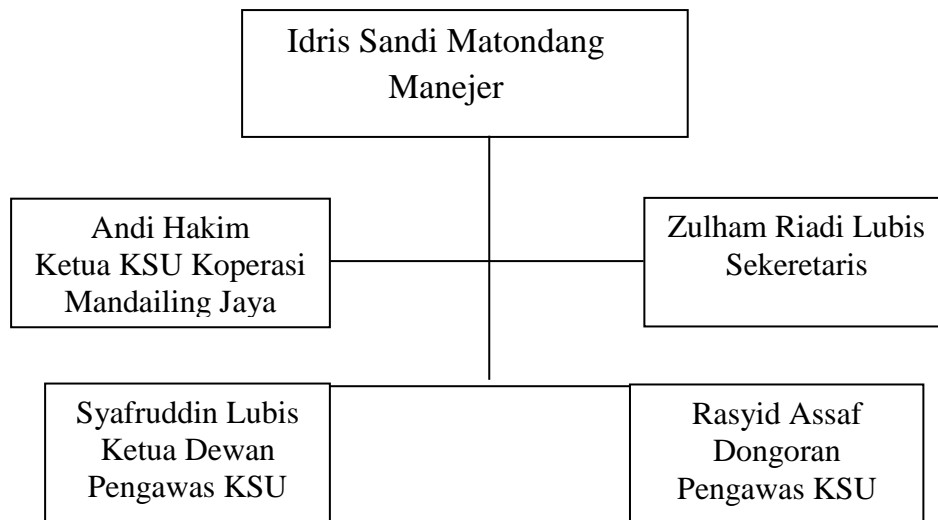 Idris Sandi Matondang
Manejer
Andi Hakim
Ketua KSU Koperasi
Mandailing Jaya
Zulham Riadi Lubis
Sekeretaris
Syafruddin Lubis
Ketua Dewan
Pengawas KSU
Rasyid Assaf
Dongoran
Pengawas KSU